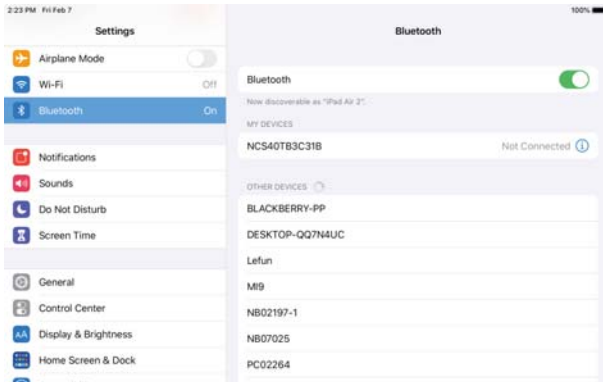 2:23 PM Fri Feb 7
100%
Settings
Airplane Mode
Wi-Fi Off
Bluetooth On
Notifications
Sounds
Do Not Disturb
Screen Time
General
Control Center
Display & Brightness
AA
Home Screen & Dock
Bluetooth
Bluetooth
Now discoverable as "iPad Air 2".
MY DEVICES
NCS40TB3C31B Not Connected i
OTHER DEVICES
BLACKBERRY-PP
DESKTOP-QQ7N4UC
Lefun
MI9
NB02197-1
NB07025
PC02264